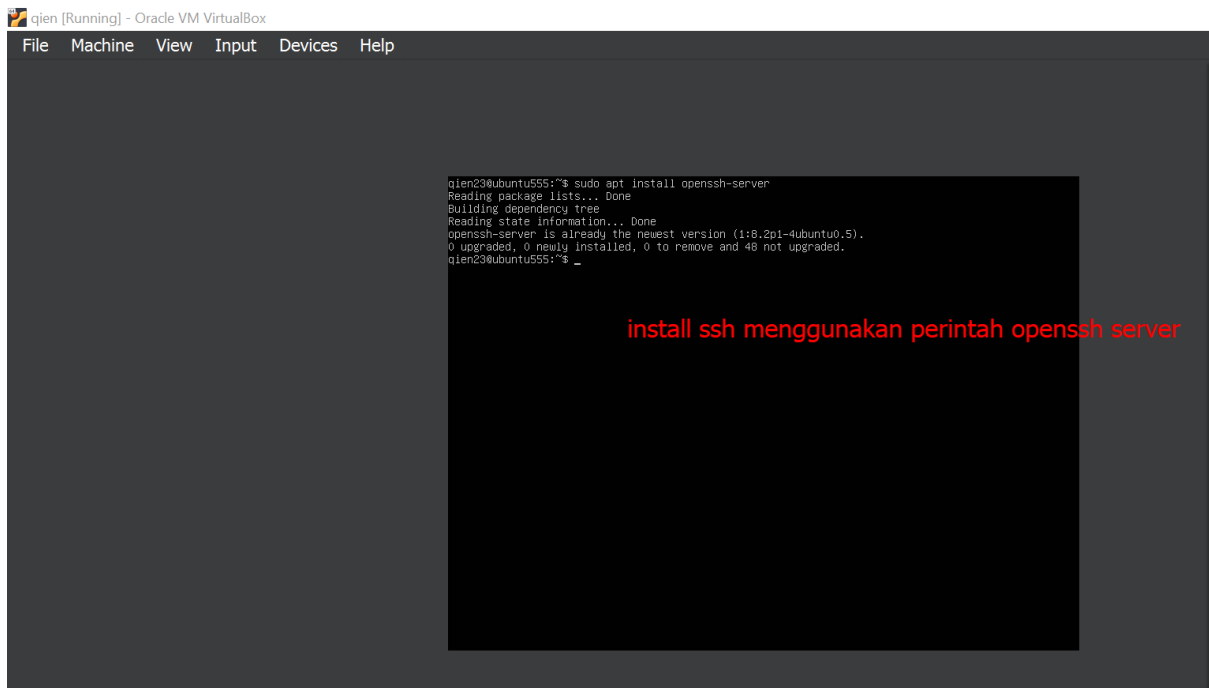 qien [Running] - Oracle VM VirtualBox
File Machine View Input Devices Help
qien23@ubuntu555:~$ sudo apt install openssh-server
Reading package lists... Done
Building dependency tree
Reading state information... Done
openssh-server is already the newest version (1:8.2p1-4ubuntu0.5).
0 upgraded, 0 newly installed, 0 to remove and 48 not upgraded.
qien23@ubuntu555:~$ _
install ssh menggunakan perintah openssh server